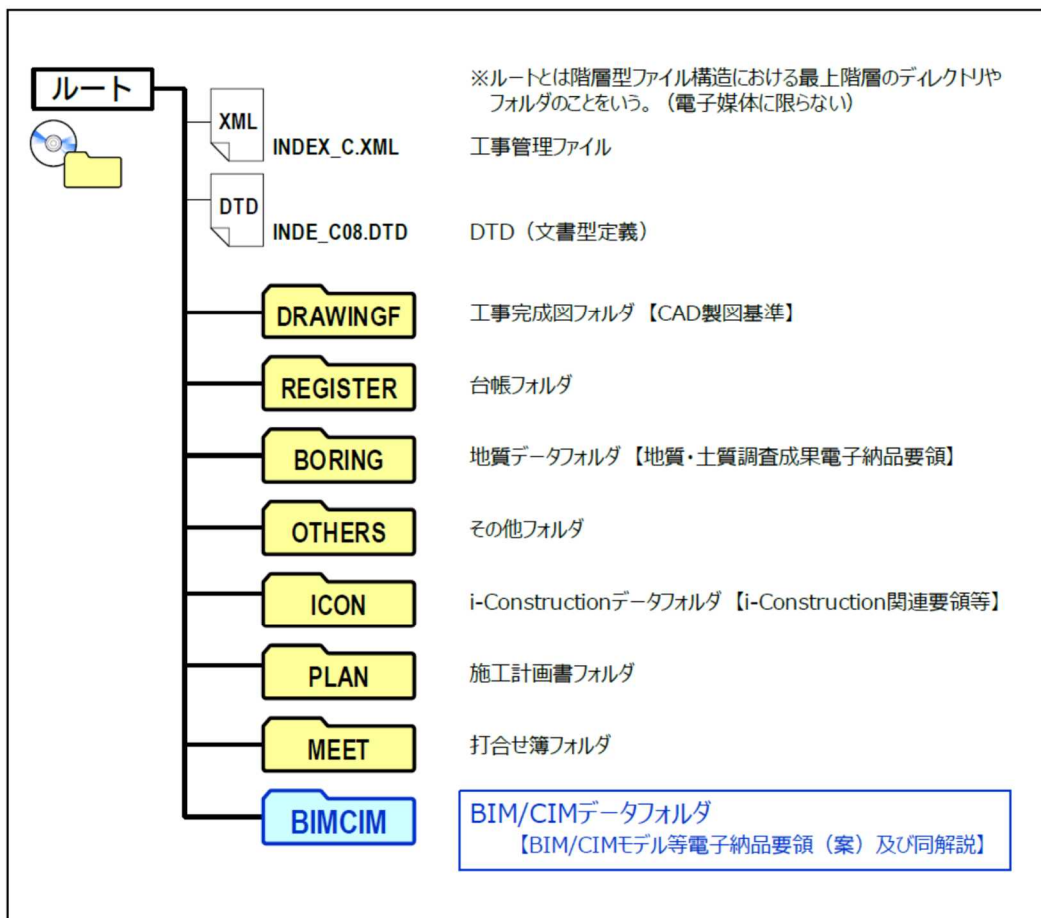 ルート
※ルートとは階層型ファイル構造における最上階層のディレクトリや
フォルダのことをいう。（電子媒体に限らない）
XML
INDEX_C.XML 工事管理ファイル
DTD
INDE_C08.DTD DTD（文書型定義）
DRAWINGF 工事完成図フォルダ【CAD製図基準】
REGISTER 台帳フォルダ
BORING 地質データフォルダ【地質・土質調査成果電子納品要領】
OTHERS その他フォルダ
ICON i-Constructionデータフォルダ【i-Construction関連要領等】
PLAN 施工計画書フォルダ
MEET 打合せ簿フォルダ
BIMCIM BIM/CIMデータフォルダ
【BIM/CIMモデル等電子納品要領（案）及び同解説】